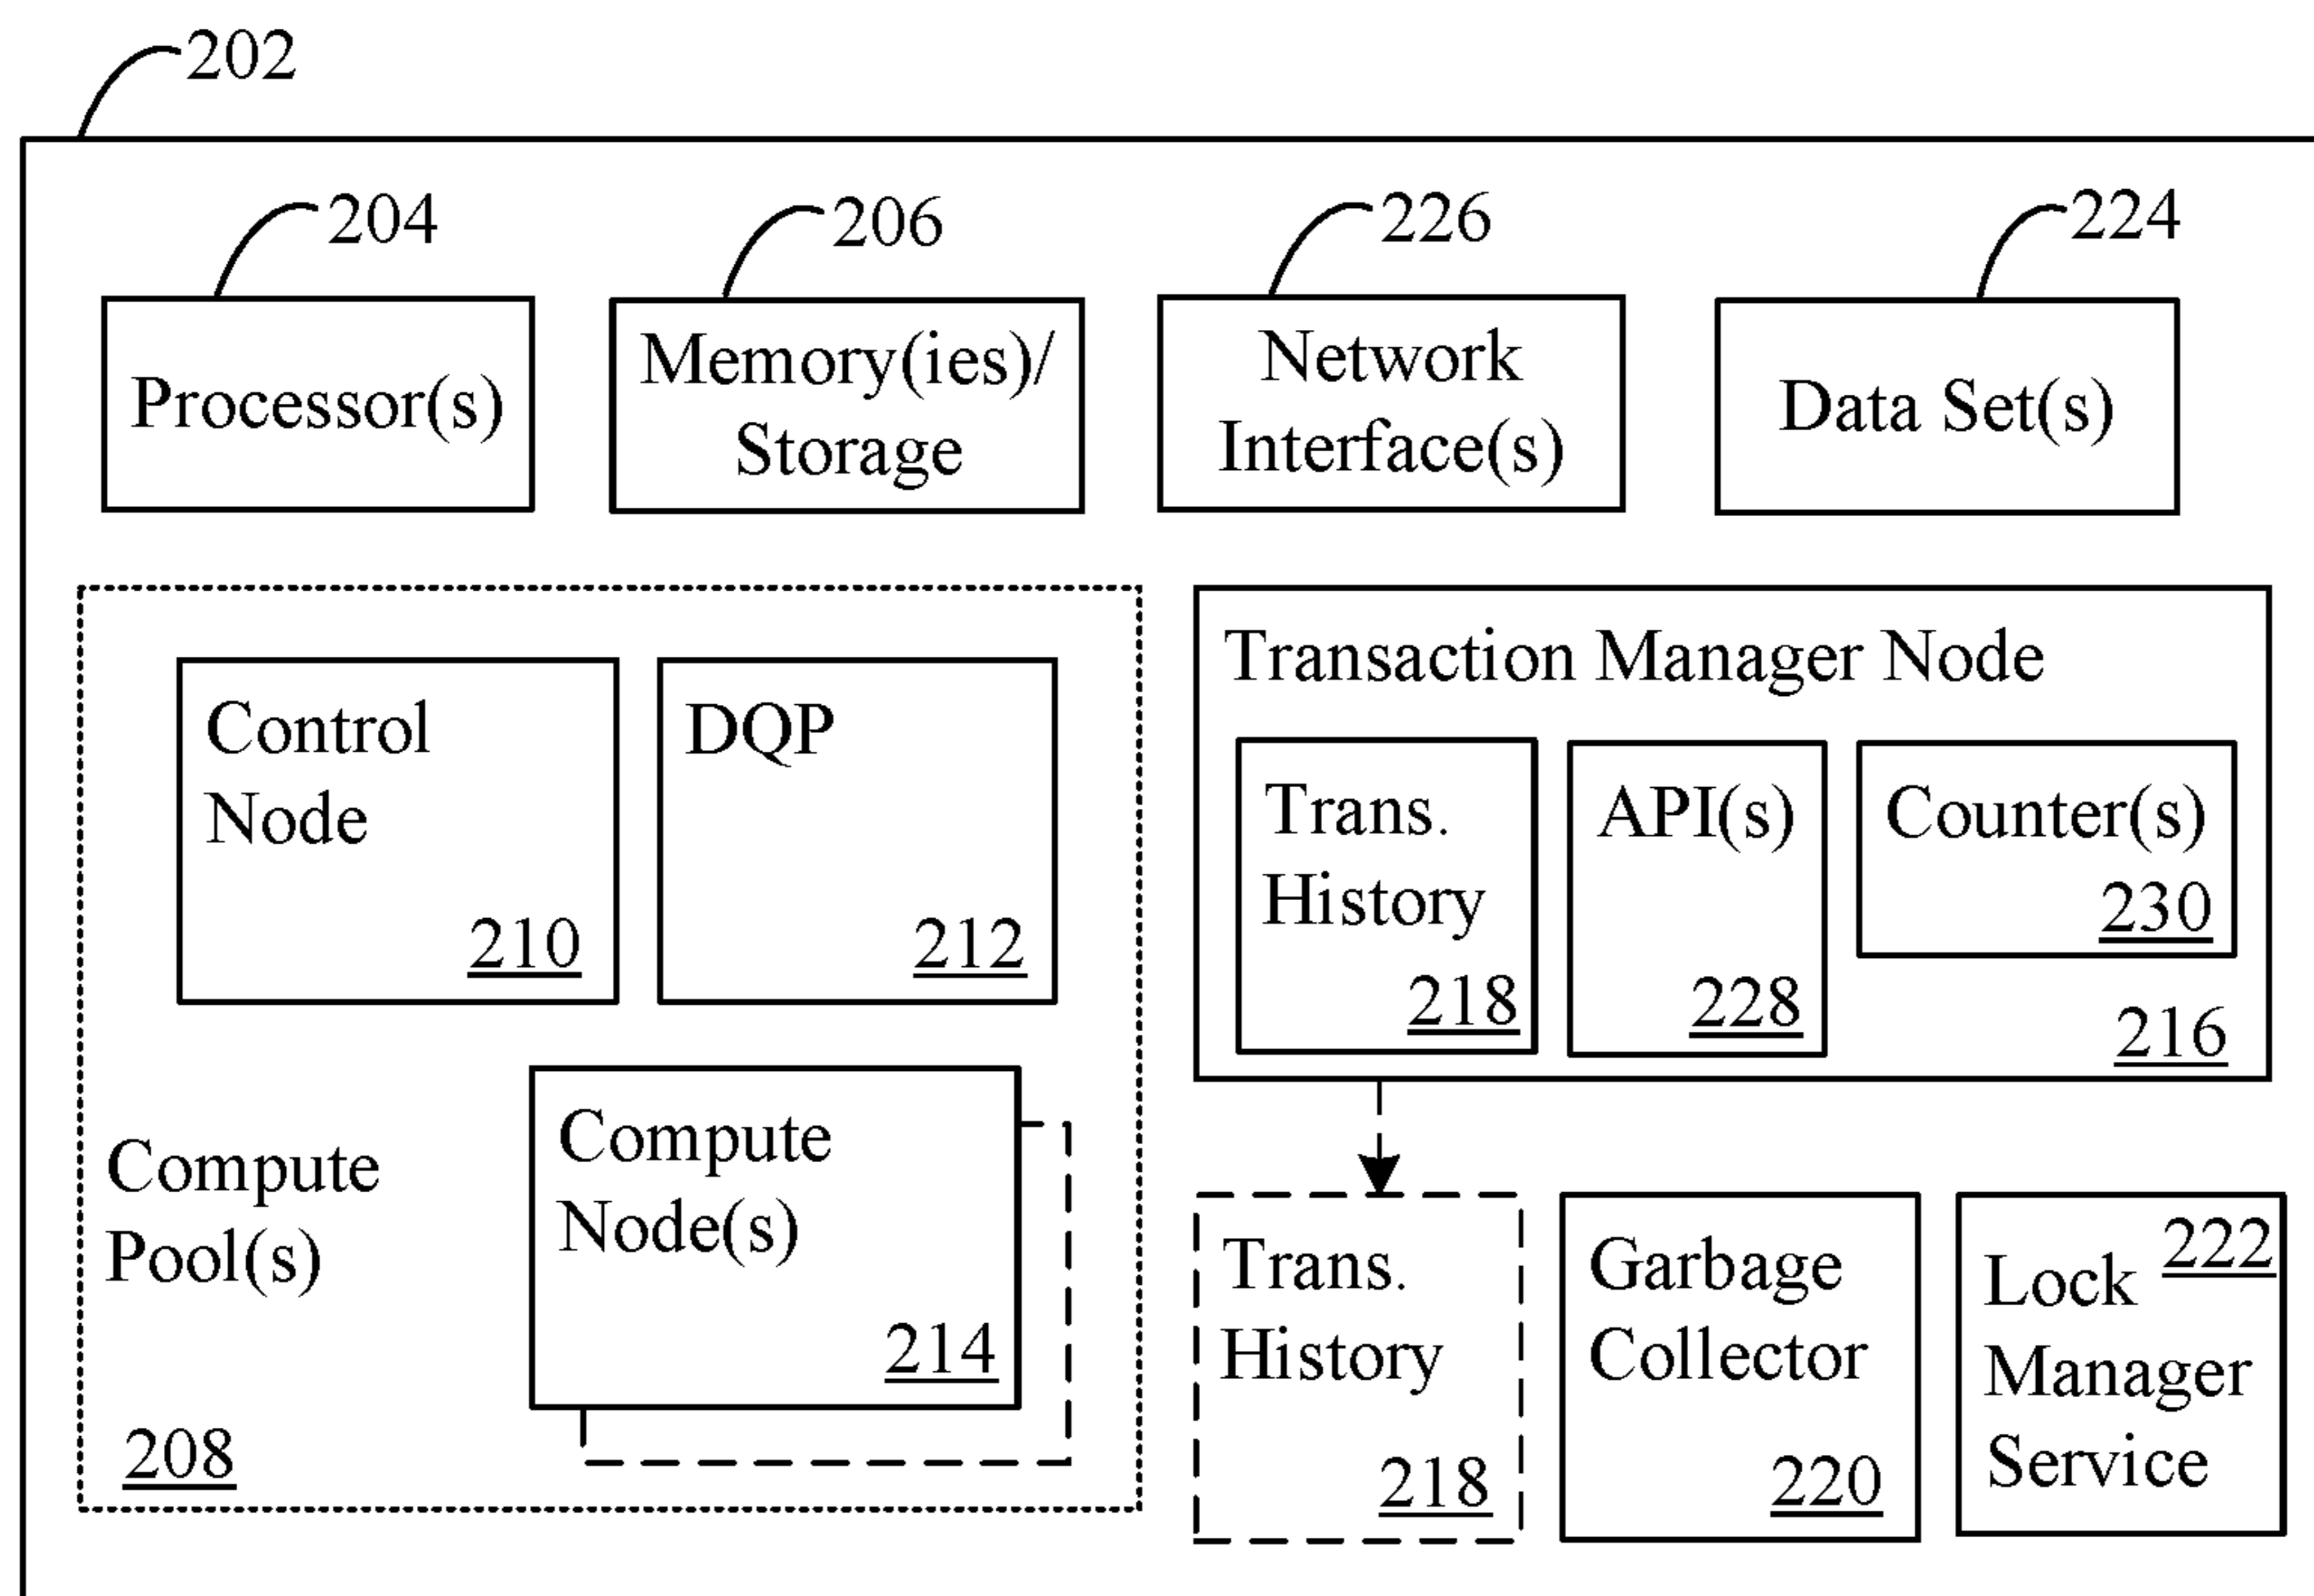 202
204
206
226
224
Processor(s)
Memory(ies)/
Storage
Network
Interface(s)
Data Set(s)
Control
Node
210
DQP
212
Compute
Node(s)
214
Compute
Pool(s)
208
Transaction Manager Node
Trans.
History
218
API(s)
228
Counter(s)
230
216
Trans.
History
218
Garbage
Collector
220
222
Lock
Manager
Service